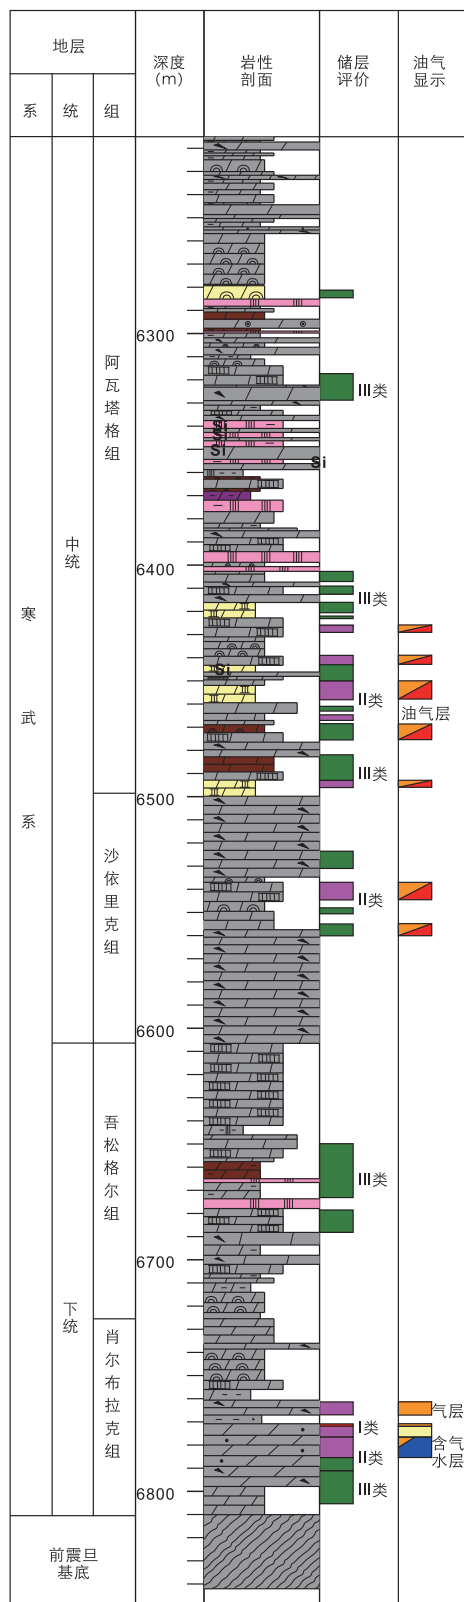 地层
系
统
组
深度
(m)
岩性
剖面
储层
评价
油气
显示
寒武系
中统
下统
阿瓦塔格组
沙依里克组
吾松格尔组
肖尔布拉克组
前震旦
基底
6300
6400
6500
6600
6700
6800
Si
Si
Si
Si
Si
III类
III类
II类
III类
II类
III类
I类
II类
III类
油气层
气层
含气
水层